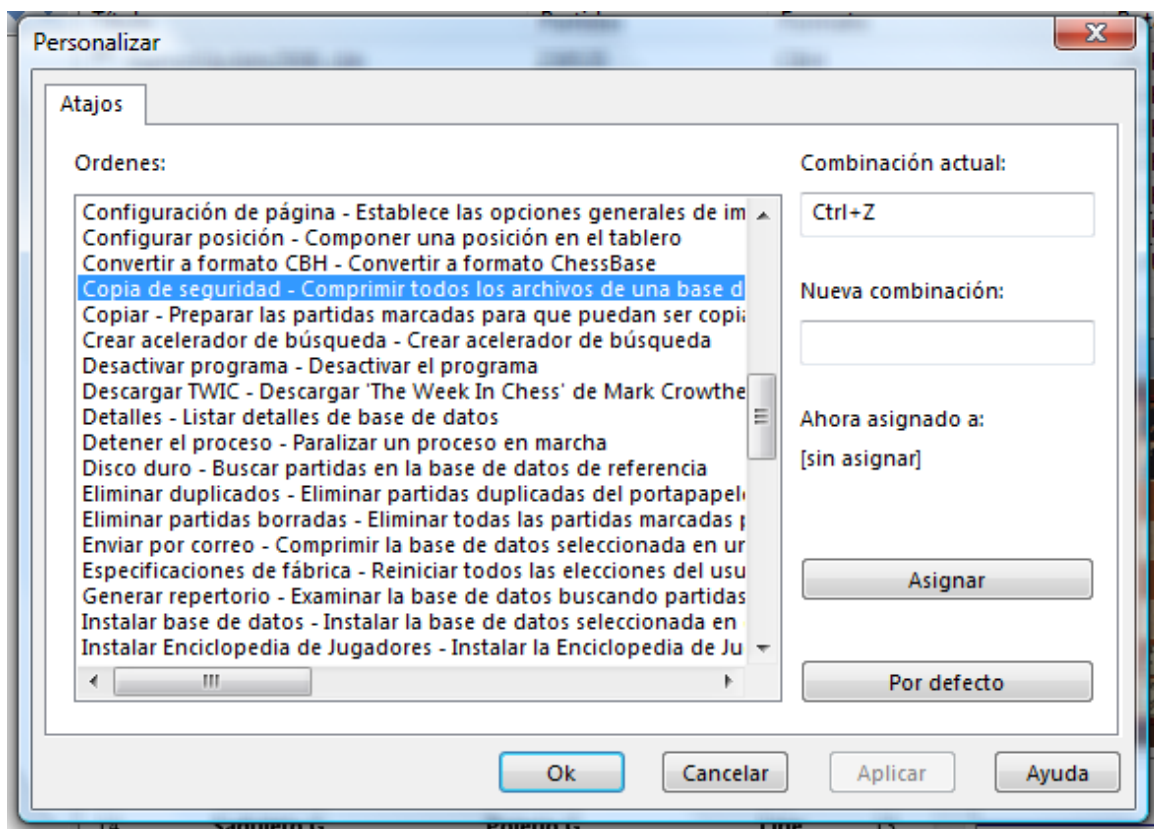 Personalizar
Atajos
Ordenes:
Configuración de página - Establece las opciones generales de im
Configurar posición - Componer una posición en el tablero
Convertir a formato CBH - Convertir a formato ChessBase
Copia de seguridad - Comprimir todos los archivos de una base d
Copiar - Preparar las partidas marcadas para que puedan ser copia
Crear acelerador de búsqueda - Crear acelerador de búsqueda
Desactivar programa - Desactivar el programa
Descargar TWIC - Descargar 'The Week In Chess' de Mark Crowthe
Detalles - Listar detalles de base de datos
Detener el proceso - Paralizar un proceso en marcha
Disco duro - Buscar partidas en la base de datos de referencia
Eliminar duplicados - Eliminar partidas duplicadas del portapapel
Eliminar partidas borradas - Eliminar todas las partidas marcadas p
Enviar por correo - Comprimir la base de datos seleccionada en un
Especificaciones de fábrica - Reiniciar todos las elecciones del usu
Generar repertorio - Examinar la base de datos buscando partidas
Instalar base de datos - Instalar la base de datos seleccionada en
Instalar Enciclopedia de Jugadores - Instalar la Enciclopedia de Ju
Combinación actual:
Ctrl+Z
Nueva combinación:
Ahora asignado a:
[sin asignar]
Asignar
Por defecto
Ok
Cancelar
Aplicar
Ayuda